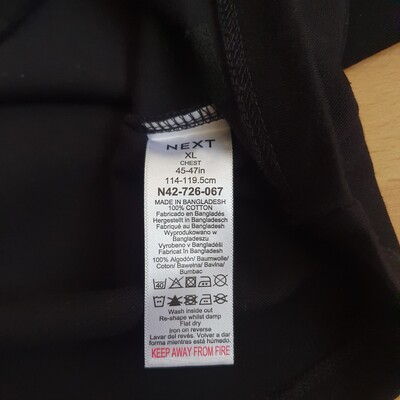 NEXT
XL
CHEST
45-47in
114-119.5cm
N42-726-067
MADE IN BANGLADESH
100% COTTON
Fabricado en Bangladés
Hergestellt in Bangladesch
Fabriqué au Bangladesh
Wyprodukowano w
Bangladeszu
Vyrobeno v Bangladéši
Fabricat în Bangladesh
100% Algodón/ Baumwolle/
Coton/ Bawełna/ Bavlna/
Bumbac
40
Wash inside out
Re-shape whilst damp
Flat dry
Iron on reverse
Lavar del revés. Volver a dar
forma mientras está húmedo.
KEEP AWAY FROM FIRE